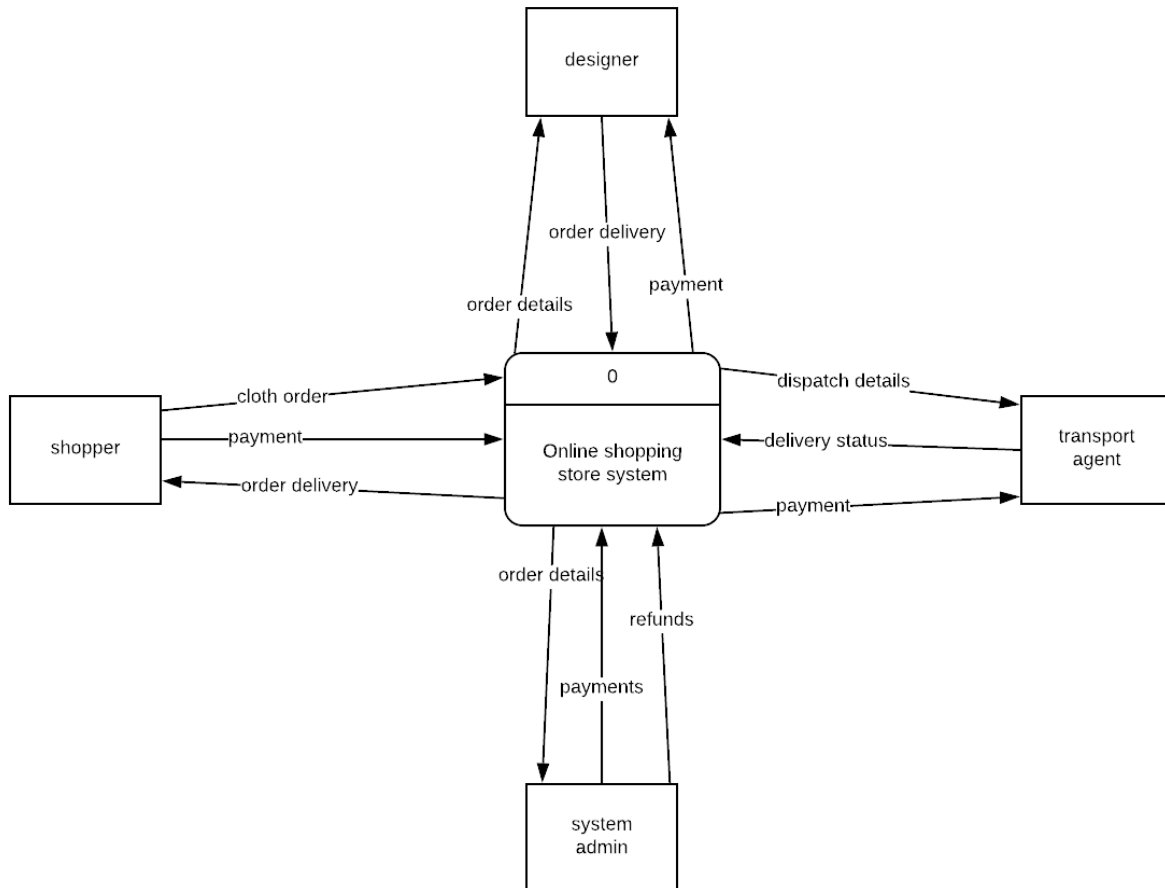 designer
order delivery
payment
order details
0
dispatch details
cloth order
payment
delivery status
shopper
Online shopping
store system
transport
agent
order delivery
payment
order details
refunds
payments
system
admin